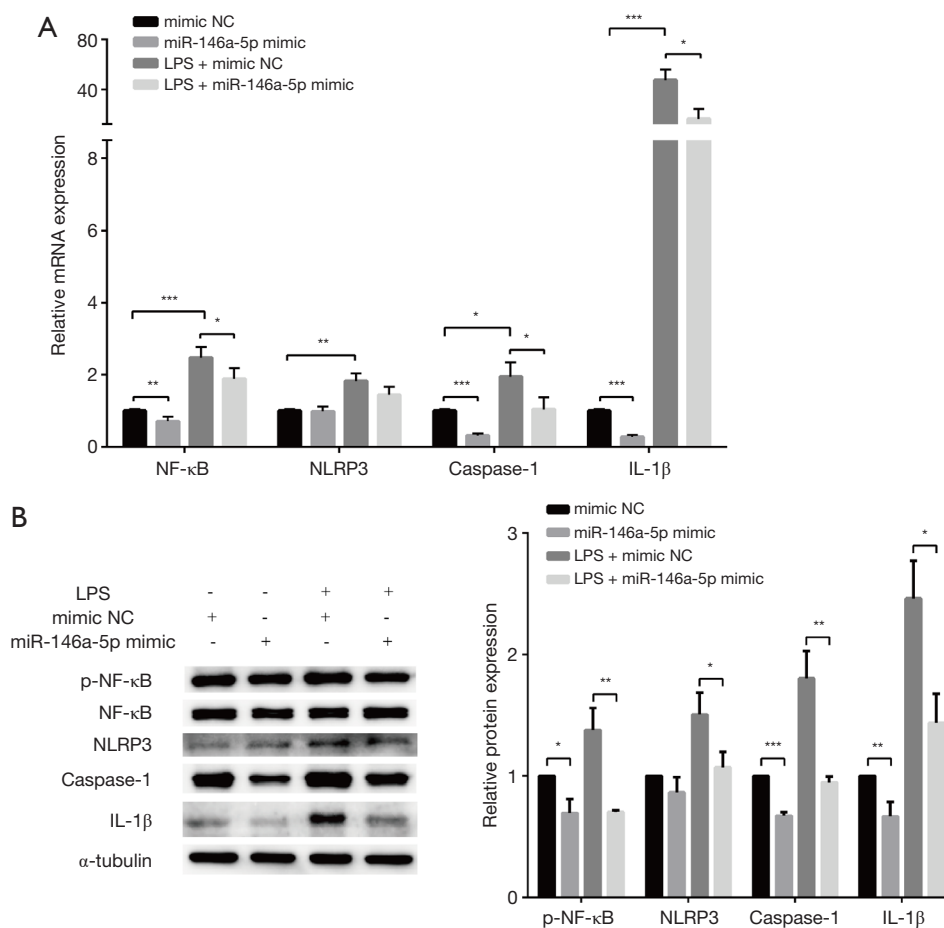 A
mimic NC
miR-146a-5p mimic
LPS + mimic NC
LPS + miR-146a-5p mimic
Relative mRNA expression
80
40
8
6
4
2
0
***
**
*
**
*
***
*
***
***
*
NF-κB
NLRP3
Caspase-1
IL-1β
B
LPS - - + +
mimic NC + - + -
miR-146a-5p mimic - + - +
p-NF-κB
NF-κB
NLRP3
Caspase-1
IL-1β
α-tubulin
mimic NC
miR-146a-5p mimic
LPS + mimic NC
LPS + miR-146a-5p mimic
Relative protein expression
3
2
1
0
*
**
*
***
**
**
*
p-NF-κB
NLRP3
Caspase-1
IL-1β